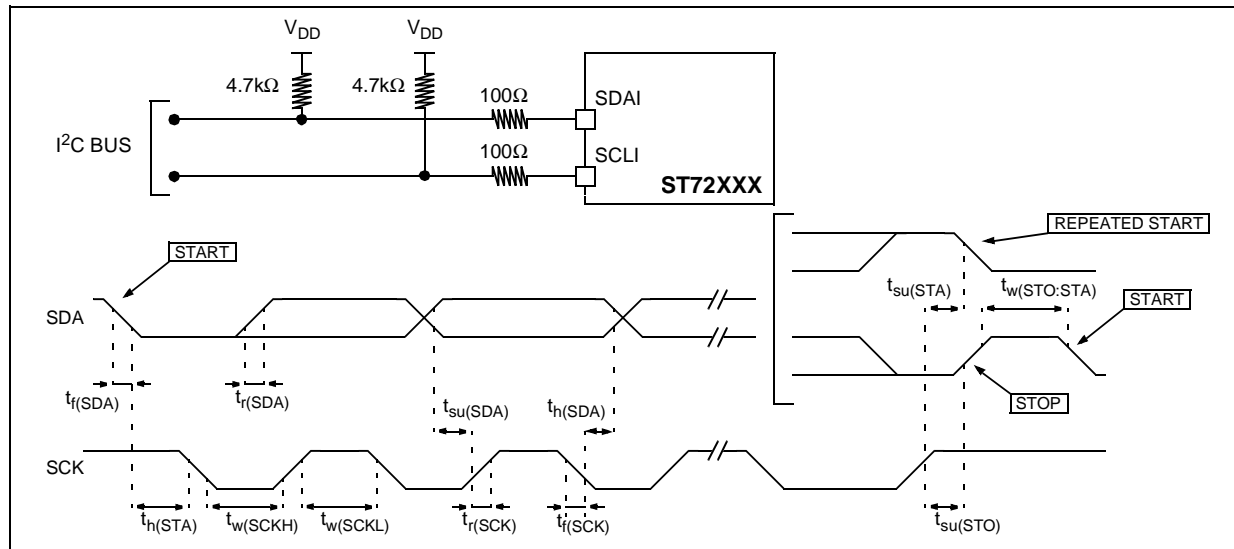 VDD VDD
4.7kΩ 4.7kΩ
100Ω
SDAI
I2C BUS
100Ω
SCLI
ST72XXX
REPEATED START
START
tsu(STA) tw(STO:STA)
START
SDA
tf(SDA) tr(SDA)
tsu(SDA) th(SDA)
STOP
SCK
th(STA) tw(SCKH) tw(SCKL) tr(SCK) tf(SCK) tsu(STO)